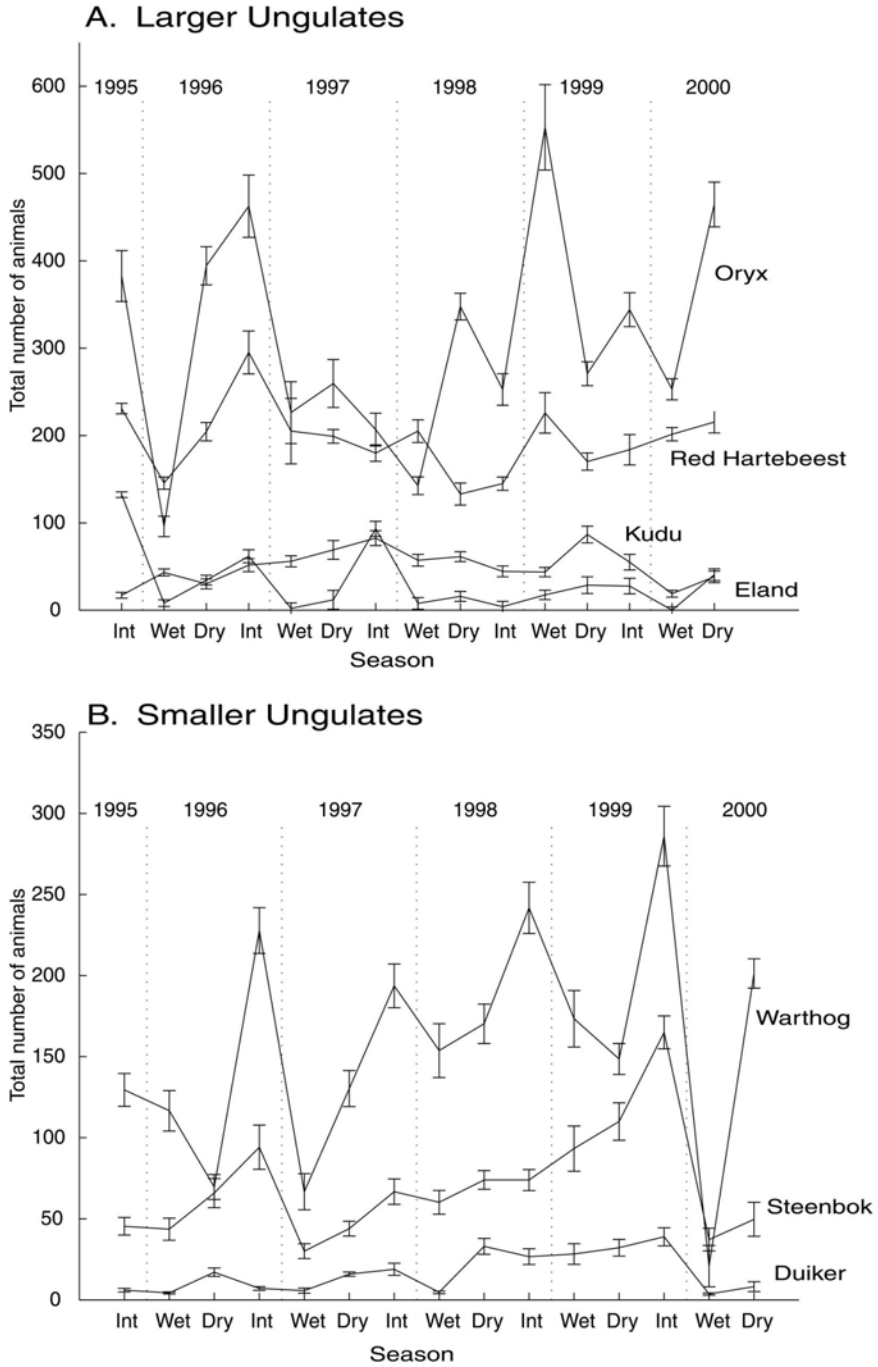 A. Larger Ungulates
600
1995 1996 1997 1998 1999 2000
500
400
Oryx
300
200
Red Hartebeest
100
Kudu
Eland
0
Total number of animals
Int Wet Dry Int Wet Dry Int Wet Dry Int Wet Dry Int Wet Dry
Season
B. Smaller Ungulates
350
300
1995 1996 1997 1998 1999 2000
250
200
Warthog
150
100
50
Steenbok
Duiker
0
Total number of animals
Int Wet Dry Int Wet Dry Int Wet Dry Int Wet Dry Int Wet Dry
Season